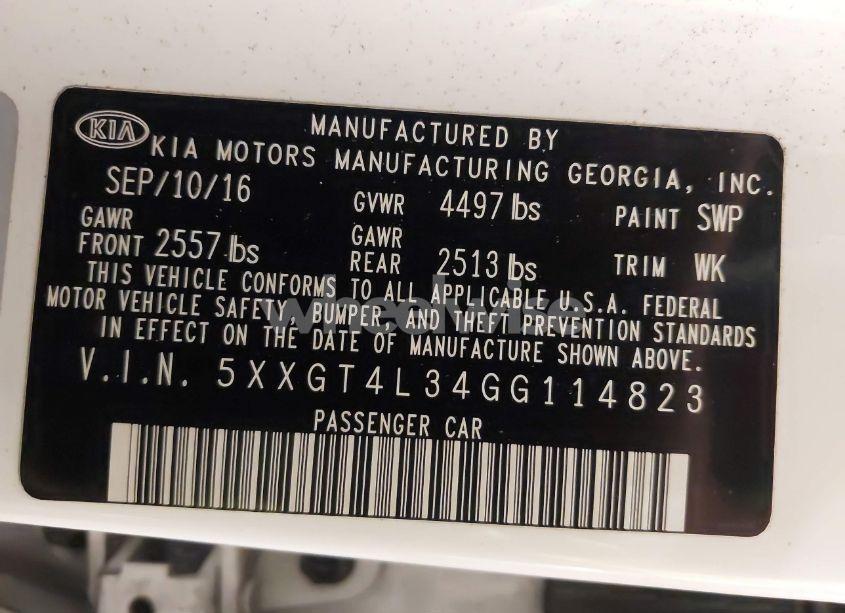 KIA
MANUFACTURED BY
KIA MOTORS MANUFACTURING GEORGIA, INC.
SEP/10/16 GVWR 4497 lbs PAINT SWP
GAWR FRONT 2557 lbs GAWR REAR 2513 lbs TRIM WK
THIS VEHICLE CONFORMS TO ALL APPLICABLE U.S.A. FEDERAL
MOTOR VEHICLE SAFETY, BUMPER, AND THEFT PREVENTION STANDARDS
IN EFFECT ON THE DATE OF MANUFACTURE SHOWN ABOVE.
V.I.N. 5XXGT4L34GG114823
PASSENGER CAR
wheelwise